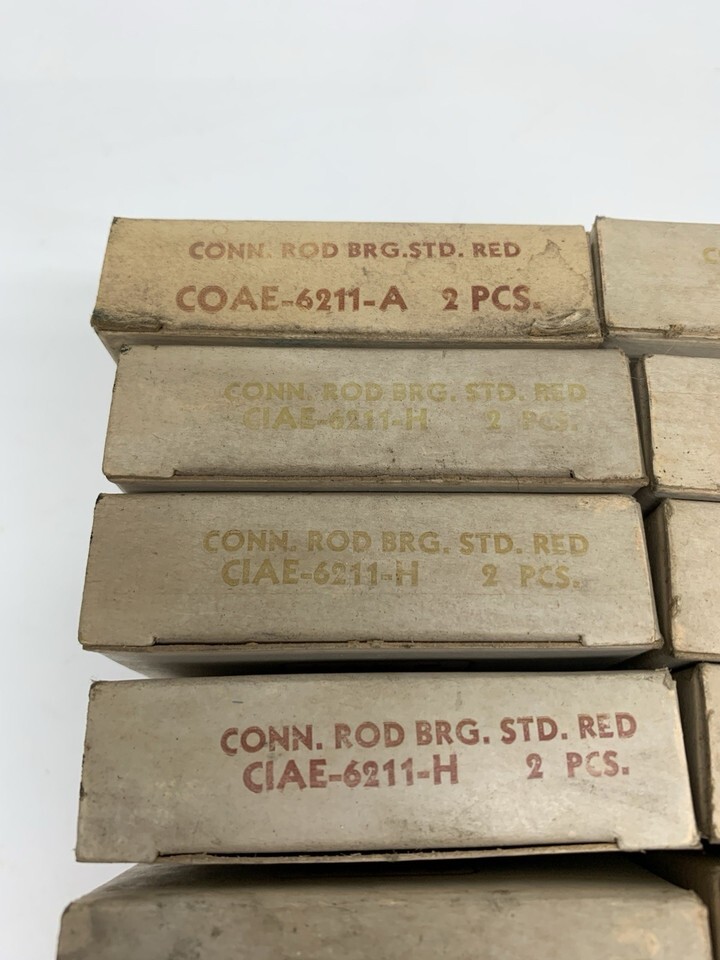 CONN. ROD BRG.STD. RED
COAE-6211-A 2 PCS.
CONN. ROD BRG. STD. RED
CIAE-6211-H 2 PCS.
CONN. ROD BRG. STD. RED
CIAE-6211-H 2 PCS.
CONN. ROD BRG. STD. RED
CIAE-6211-H 2 PCS.